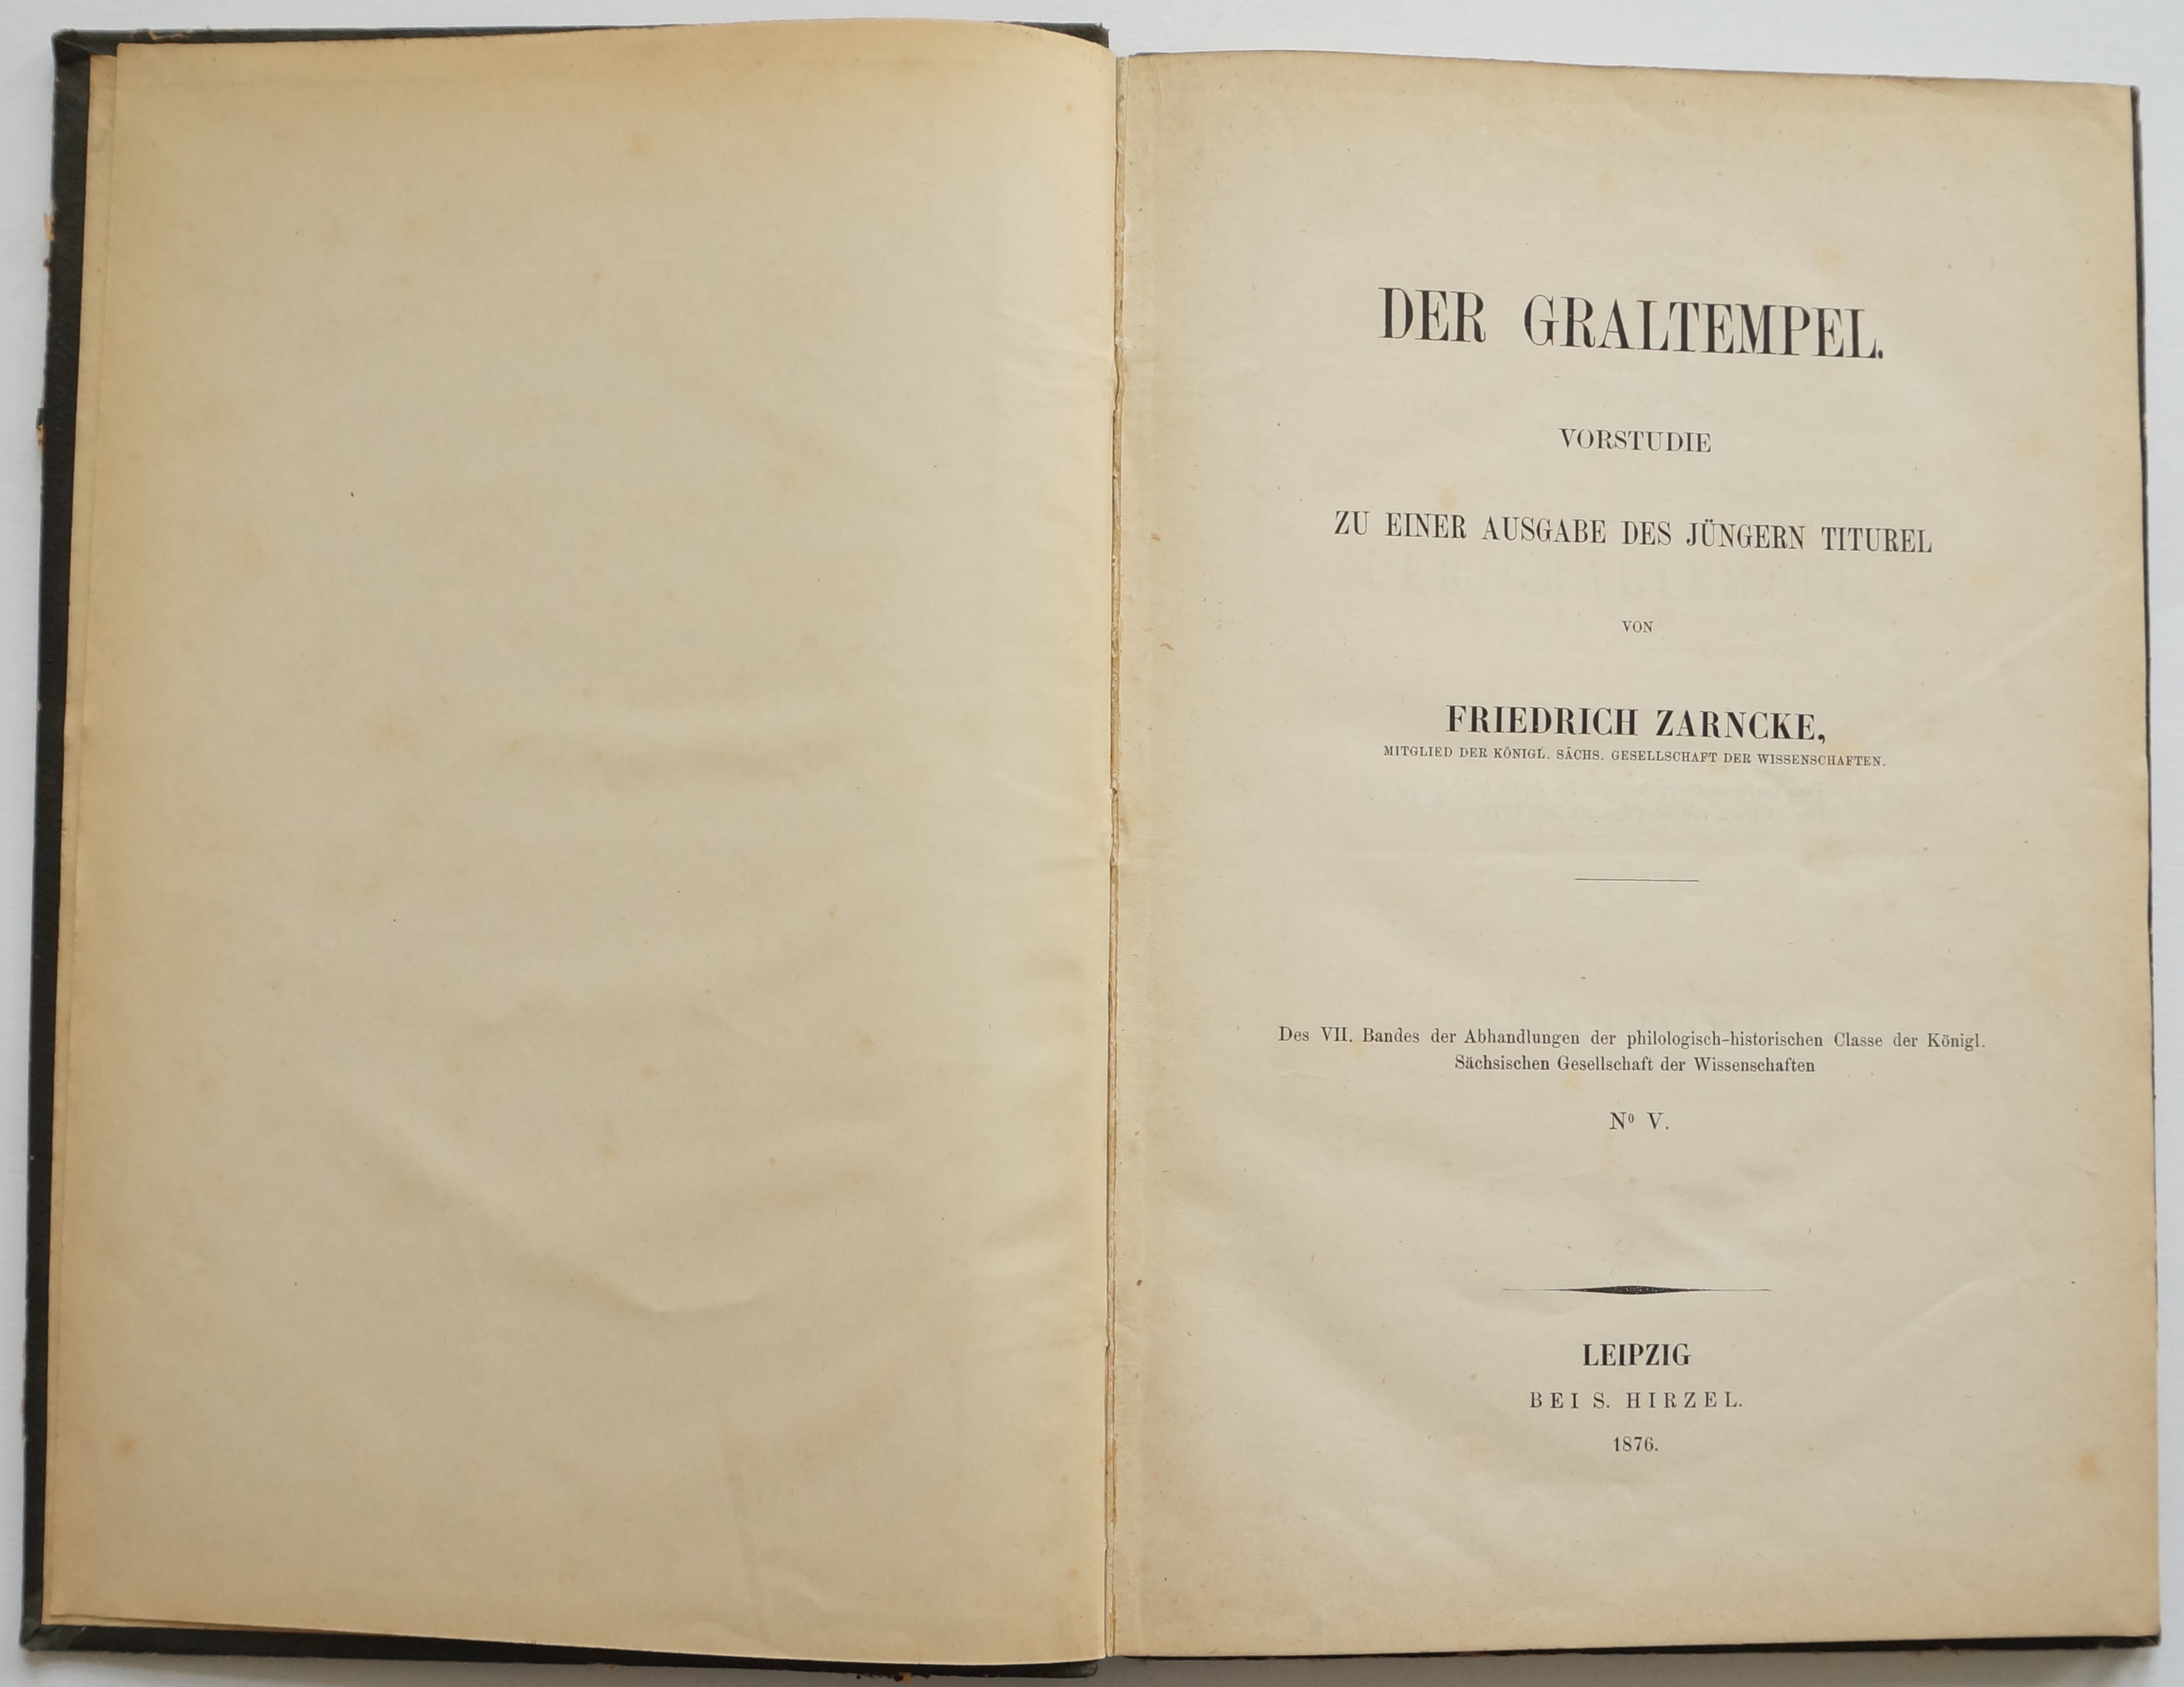 DER GRALTEMPEL.
VORSTUDIE
ZU EINER AUSGABE DES JÜNGERN TITUREL
VON
FRIEDRICH ZARNCKE,
MITGLIED DER KÖNIGL. SÄCHS. GESELLSCHAFT DER WISSENSCHAFTEN.
Des VII. Bandes der Abhandlungen der philologisch-historischen Classe der Königl.
Sächsischen Gesellschaft der Wissenschaften
Nº V.
LEIPZIG
BEI S. HIRZEL.
1876.